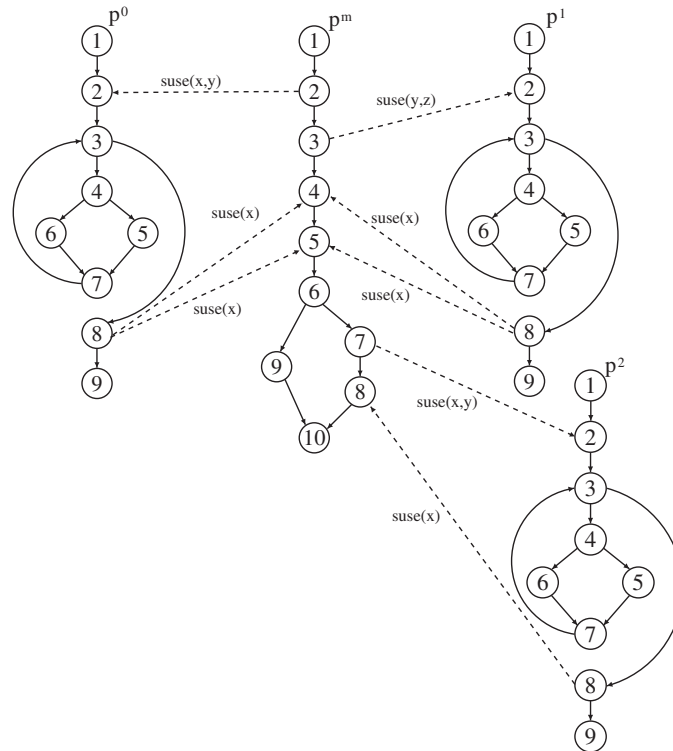 p0 pm p1
1 1 1
2 suse(x,y) 2 suse(y,z) 2
3 3 3
4 suse(x) 4 suse(x) 4
6 5 5 6 5
7 suse(x) 6 suse(x) 7
8 9 7 8
9 8 suse(x,y) 9 p2
10 1
2
suse(x) 3
4
6 5
7
8
9